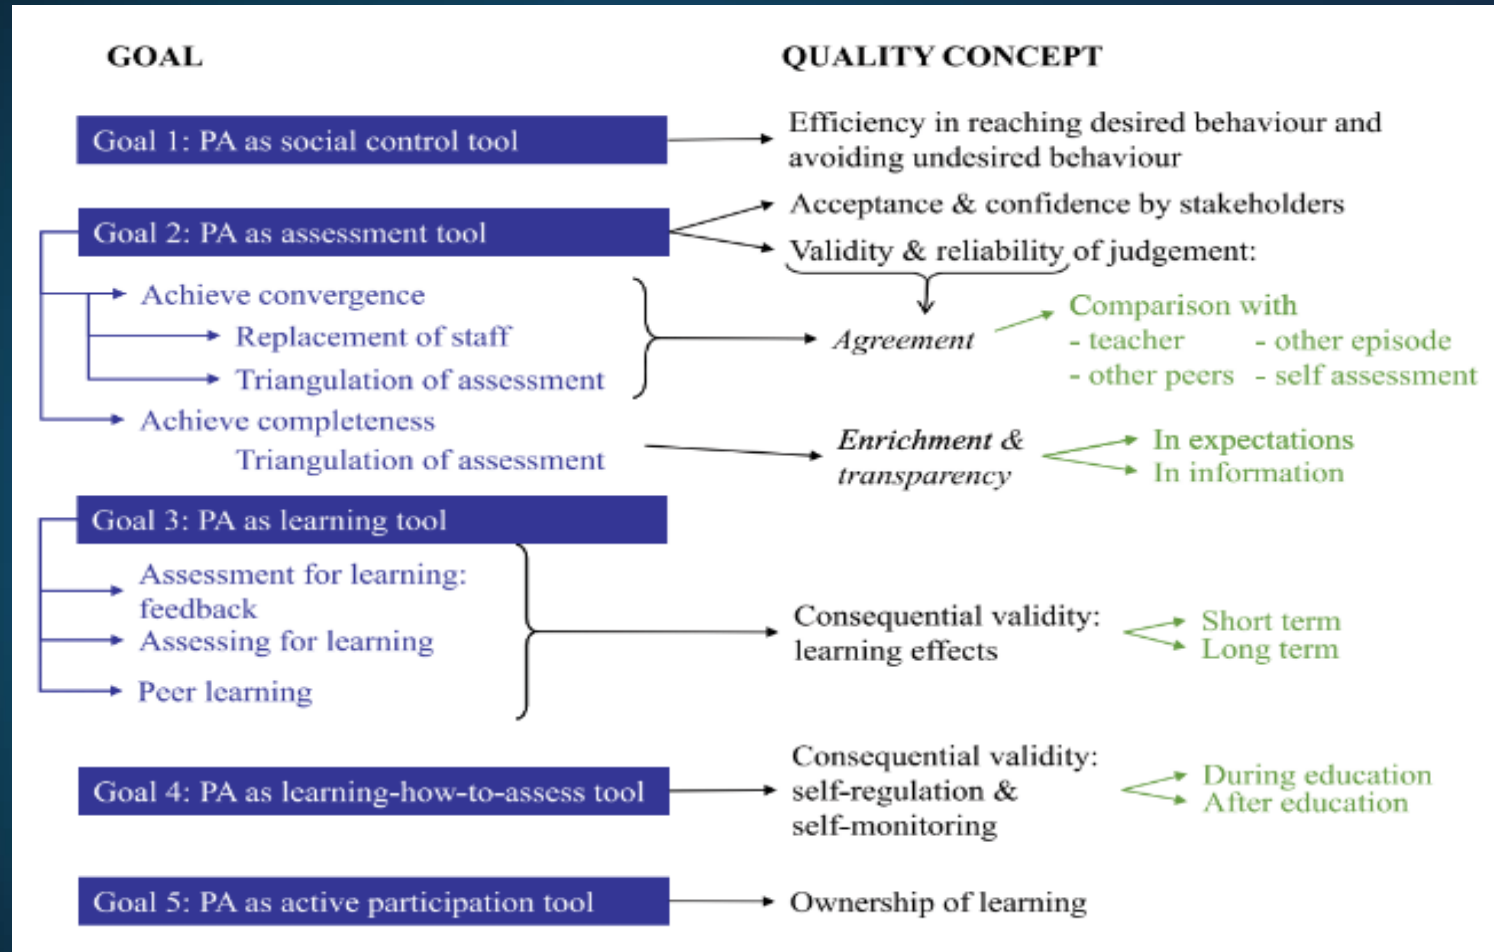 GOAL
QUALITY CONCEPT
Goal 1: PA as social control tool
Efficiency in reaching desired behaviour and
avoiding undesired behaviour
Goal 2: PA as assessment tool
Acceptance & confidence by stakeholders
Validity & reliability of judgement:
Achieve convergence
Replacement of staff
Triangulation of assessment
Agreement
Comparison with
- teacher - other episode
- other peers - self assessment
Achieve completeness
Triangulation of assessment
Enrichment &
transparency
In expectations
In information
Goal 3: PA as learning tool
Assessment for learning:
feedback
Assessing for learning
Peer learning
Consequential validity:
learning effects
Short term
Long term
Goal 4: PA as learning-how-to-assess tool
Consequential validity:
self-regulation &
self-monitoring
During education
After education
Goal 5: PA as active participation tool
Ownership of learning